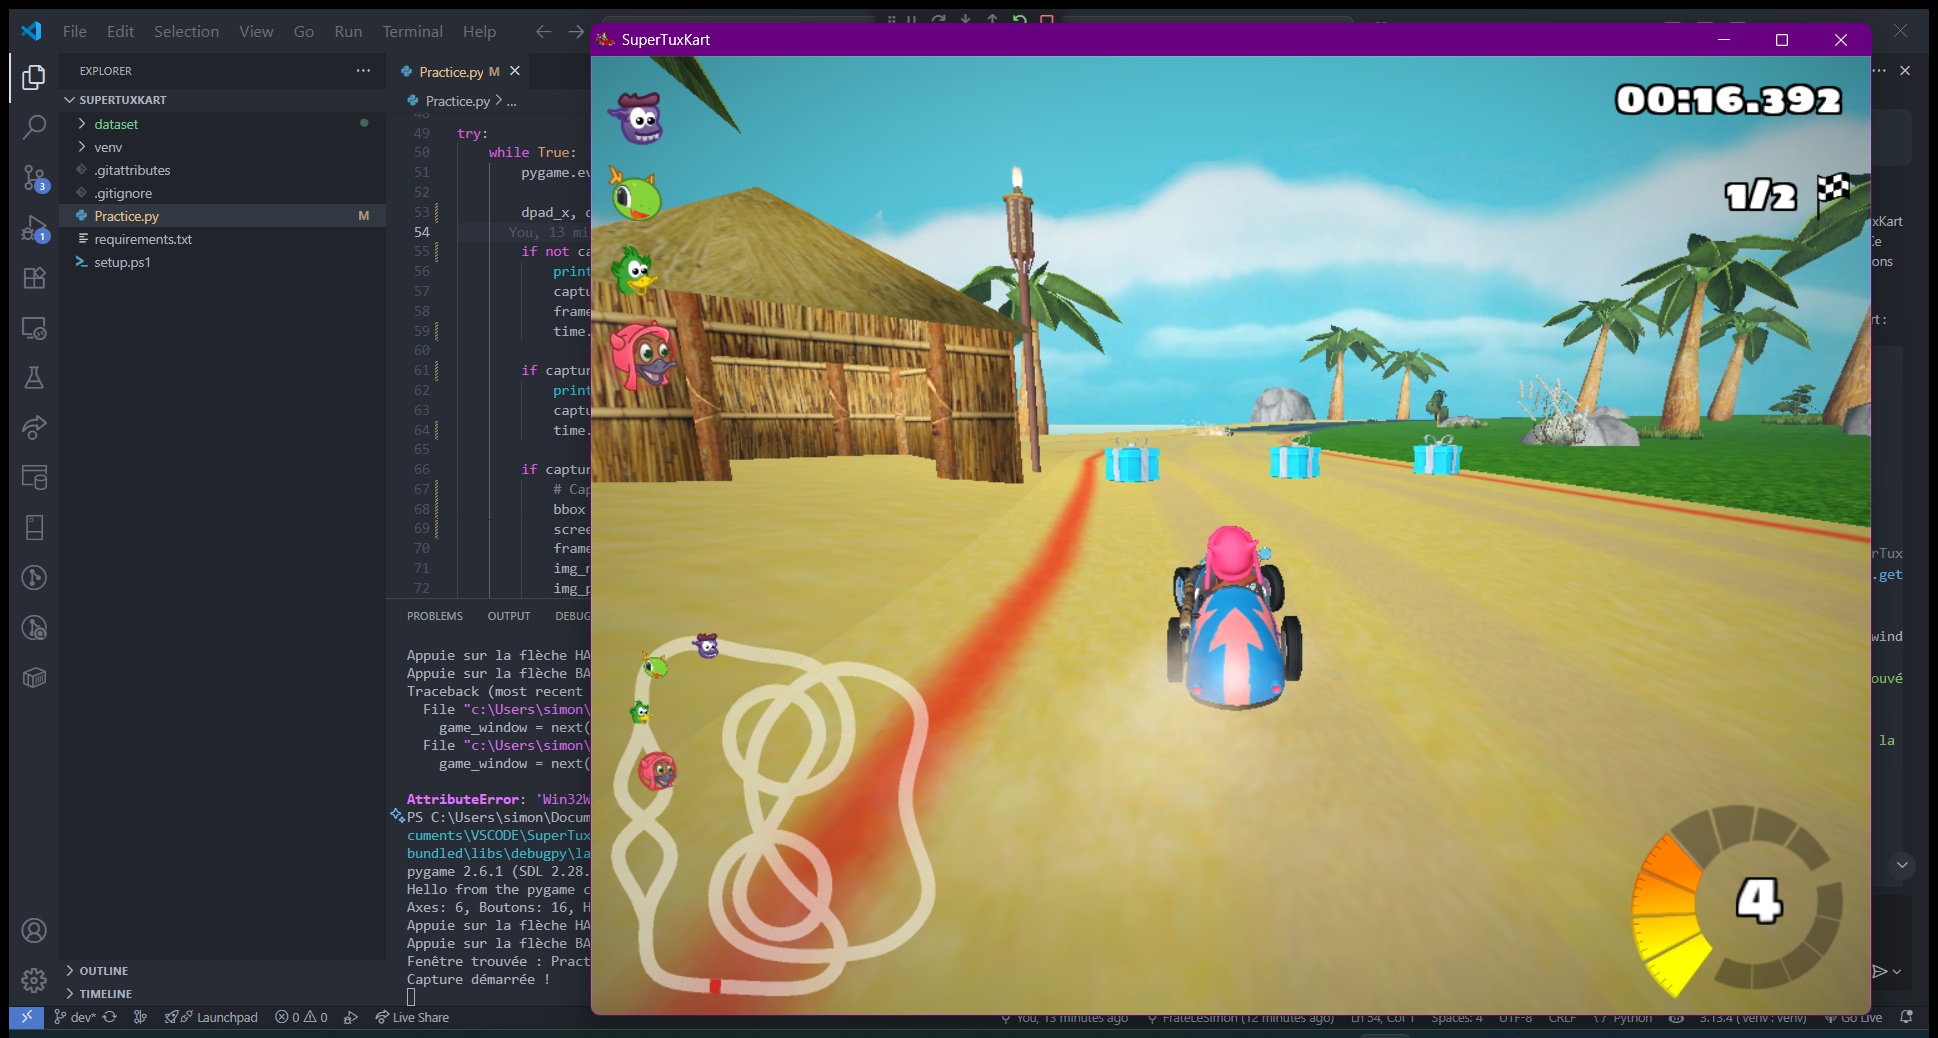 File Edit Selection View Go Run Terminal Help
SuperTuxKart
EXPLORER
SUPERTUXKART
dataset
venv
.gitattributes
.gitignore
Practice.py M
requirements.txt
setup.ps1
OUTLINE
TIMELINE
Practice.py M
Practice.py > ...
48
49 try:
50 while True:
51 pygame.ev
52
53 dpad_x, d
54 You, 13 mi
55 if not ca
56 print
57 captu
58 frame
59 time.
60
61 if captur
62 print
63 captu
64 time.
65
66 if captur
67 # Cap
68 bbox
69 scree
70 frame
71 img_r
72 img_p
PROBLEMS OUTPUT DEBUG
Appuie sur la flèche HA
Appuie sur la flèche BA
Traceback (most recent
File "c:\Users\simon\
game_window = next(
File "c:\Users\simon\
game_window = next(
AttributeError: 'Win32W
PS C:\Users\simon\Docum
cuments\VSCODE\SuperTux
bundled\libs\debugpy\la
pygame 2.6.1 (SDL 2.28.
Hello from the pygame c
Axes: 6, Boutons: 16, H
Appuie sur la flèche HA
Appuie sur la flèche BA
Fenêtre trouvée : Pract
Capture démarrée !
00:16.392
1/2
4
xKart
ions
rt:
rTux
.get
wind
ouvé
la
3
1
dev* Launchpad 0 0 Live Share
You, 13 minutes ago FrateLeSimon (12 minutes ago) Ln 54, Col 1 Spaces: 4 UTF-8 CRLF Python 3.13.4 (venv: venv) Go Live